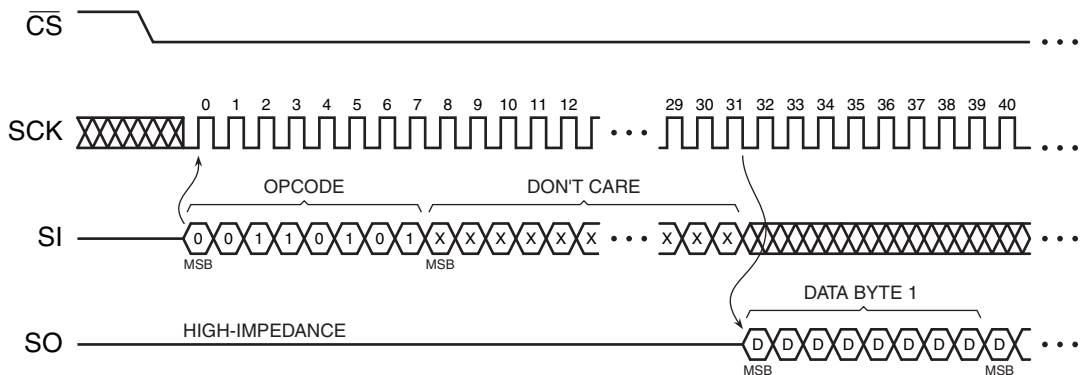 CS
0 1 2 3 4 5 6 7 8 9 10 11 12 29 30 31 32 33 34 35 36 37 38 39 40
SCK
OPCODE DON'T CARE
SI 0 0 1 1 0 1 0 1 X X X X X X X X X
MSB MSB
DATA BYTE 1
HIGH-IMPEDANCE
SO D D D D D D D D D
MSB MSB